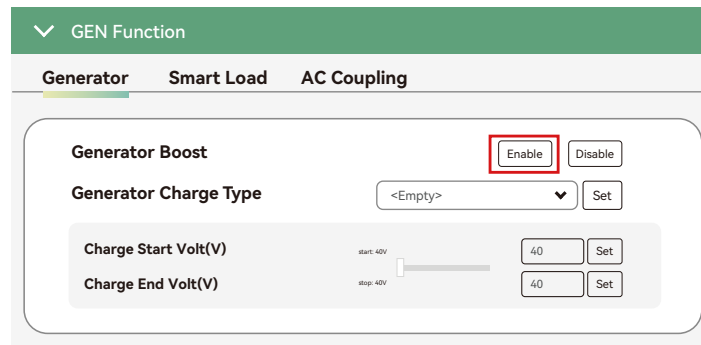 GEN Function
Generator Smart Load AC Coupling
Generator Boost Enable Disable
Generator Charge Type <Empty> Set
Charge Start Volt(V) start: 40V 40 Set
Charge End Volt(V) stop: 40V 40 Set